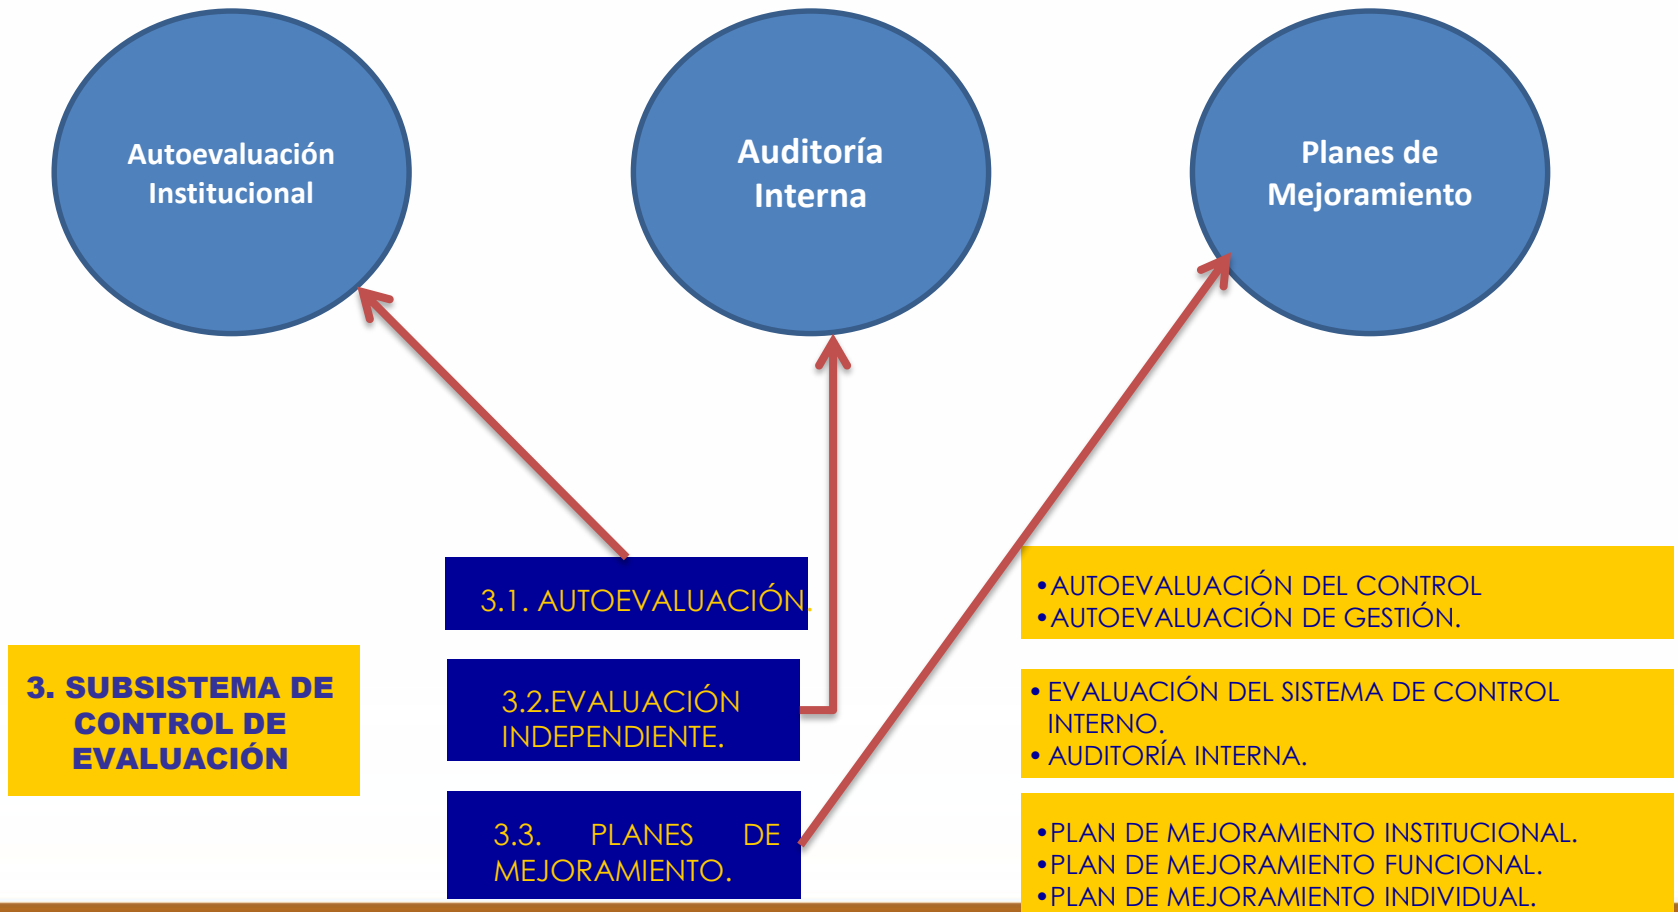 Autoevaluación
Institucional
Auditoría
Interna
Planes de
Mejoramiento
3. SUBSISTEMA DE
CONTROL DE
EVALUACIÓN
3.1. AUTOEVALUACIÓN.
3.2.EVALUACIÓN
INDEPENDIENTE.
3.3. PLANES DE
MEJORAMIENTO.
•AUTOEVALUACIÓN DEL CONTROL
•AUTOEVALUACIÓN DE GESTIÓN.
• EVALUACIÓN DEL SISTEMA DE CONTROL
INTERNO.
• AUDITORÍA INTERNA.
•PLAN DE MEJORAMIENTO INSTITUCIONAL.
•PLAN DE MEJORAMIENTO FUNCIONAL.
•PLAN DE MEJORAMIENTO INDIVIDUAL.